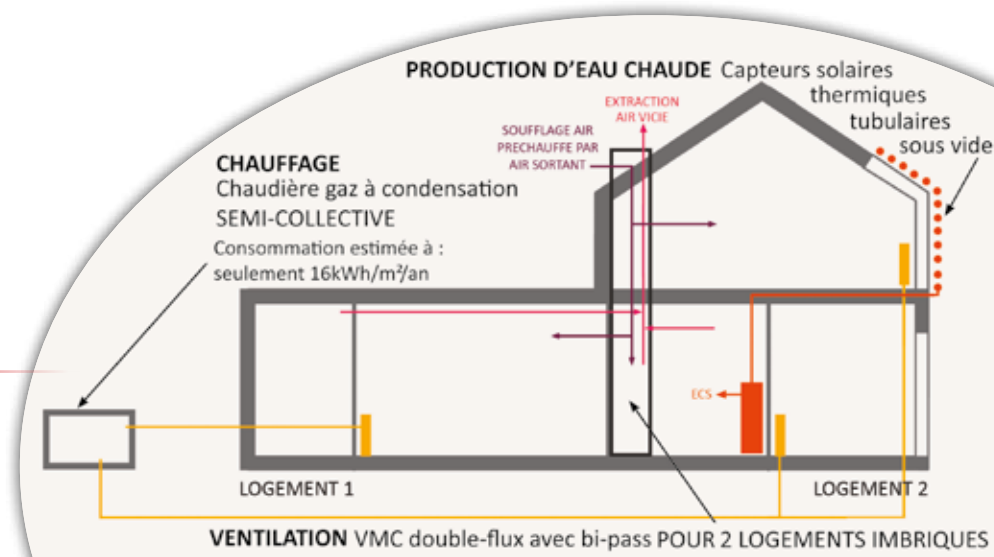 PRODUCTION D'EAU CHAUDE Capteurs solaires
thermiques
tubulaires
sous vide
EXTRACTION
AIR VICIE
SOUFFLAGE AIR
PRECHAUFFE PAR
AIR SORTANT
CHAUFFAGE
Chaudière gaz à condensation
SEMI-COLLECTIVE
Consommation estimée à :
seulement 16kWh/m²/an
ECS
LOGEMENT 1
LOGEMENT 2
VENTILATION VMC double-flux avec bi-pass POUR 2 LOGEMENTS IMBRIQUES